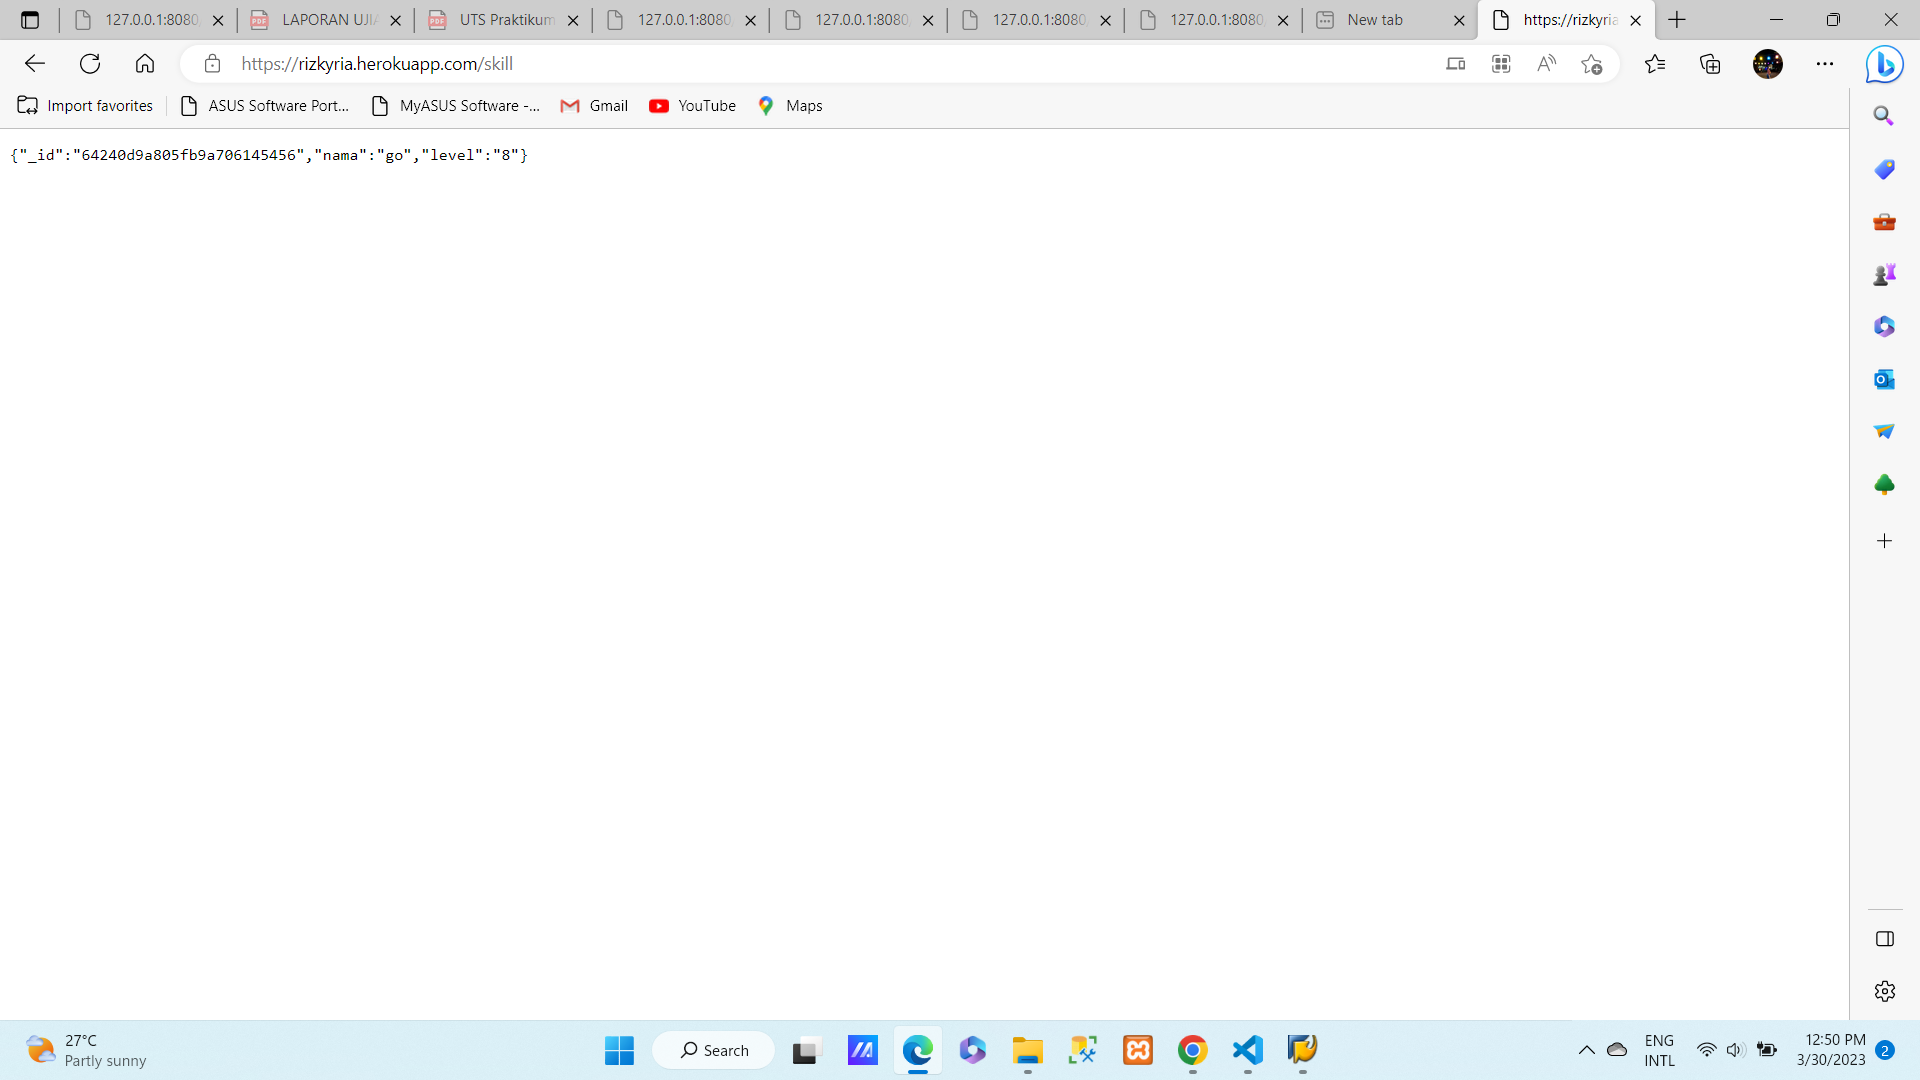 127.0.0.1:8080, LAPORAN UJIA UTS Praktikum 127.0.0.1:8080, 127.0.0.1:8080, 127.0.0.1:8080, 127.0.0.1:8080, New tab https://rizkyria
https://rizkyria.herokuapp.com/skill
Import favorites ASUS Software Port... MyASUS Software -... Gmail YouTube Maps
{"_id":"64240d9a805fb9a706145456","nama":"go","level":"8"}
27°C
Partly sunny
Search
ENG
INTL
12:50 PM
3/30/2023
2